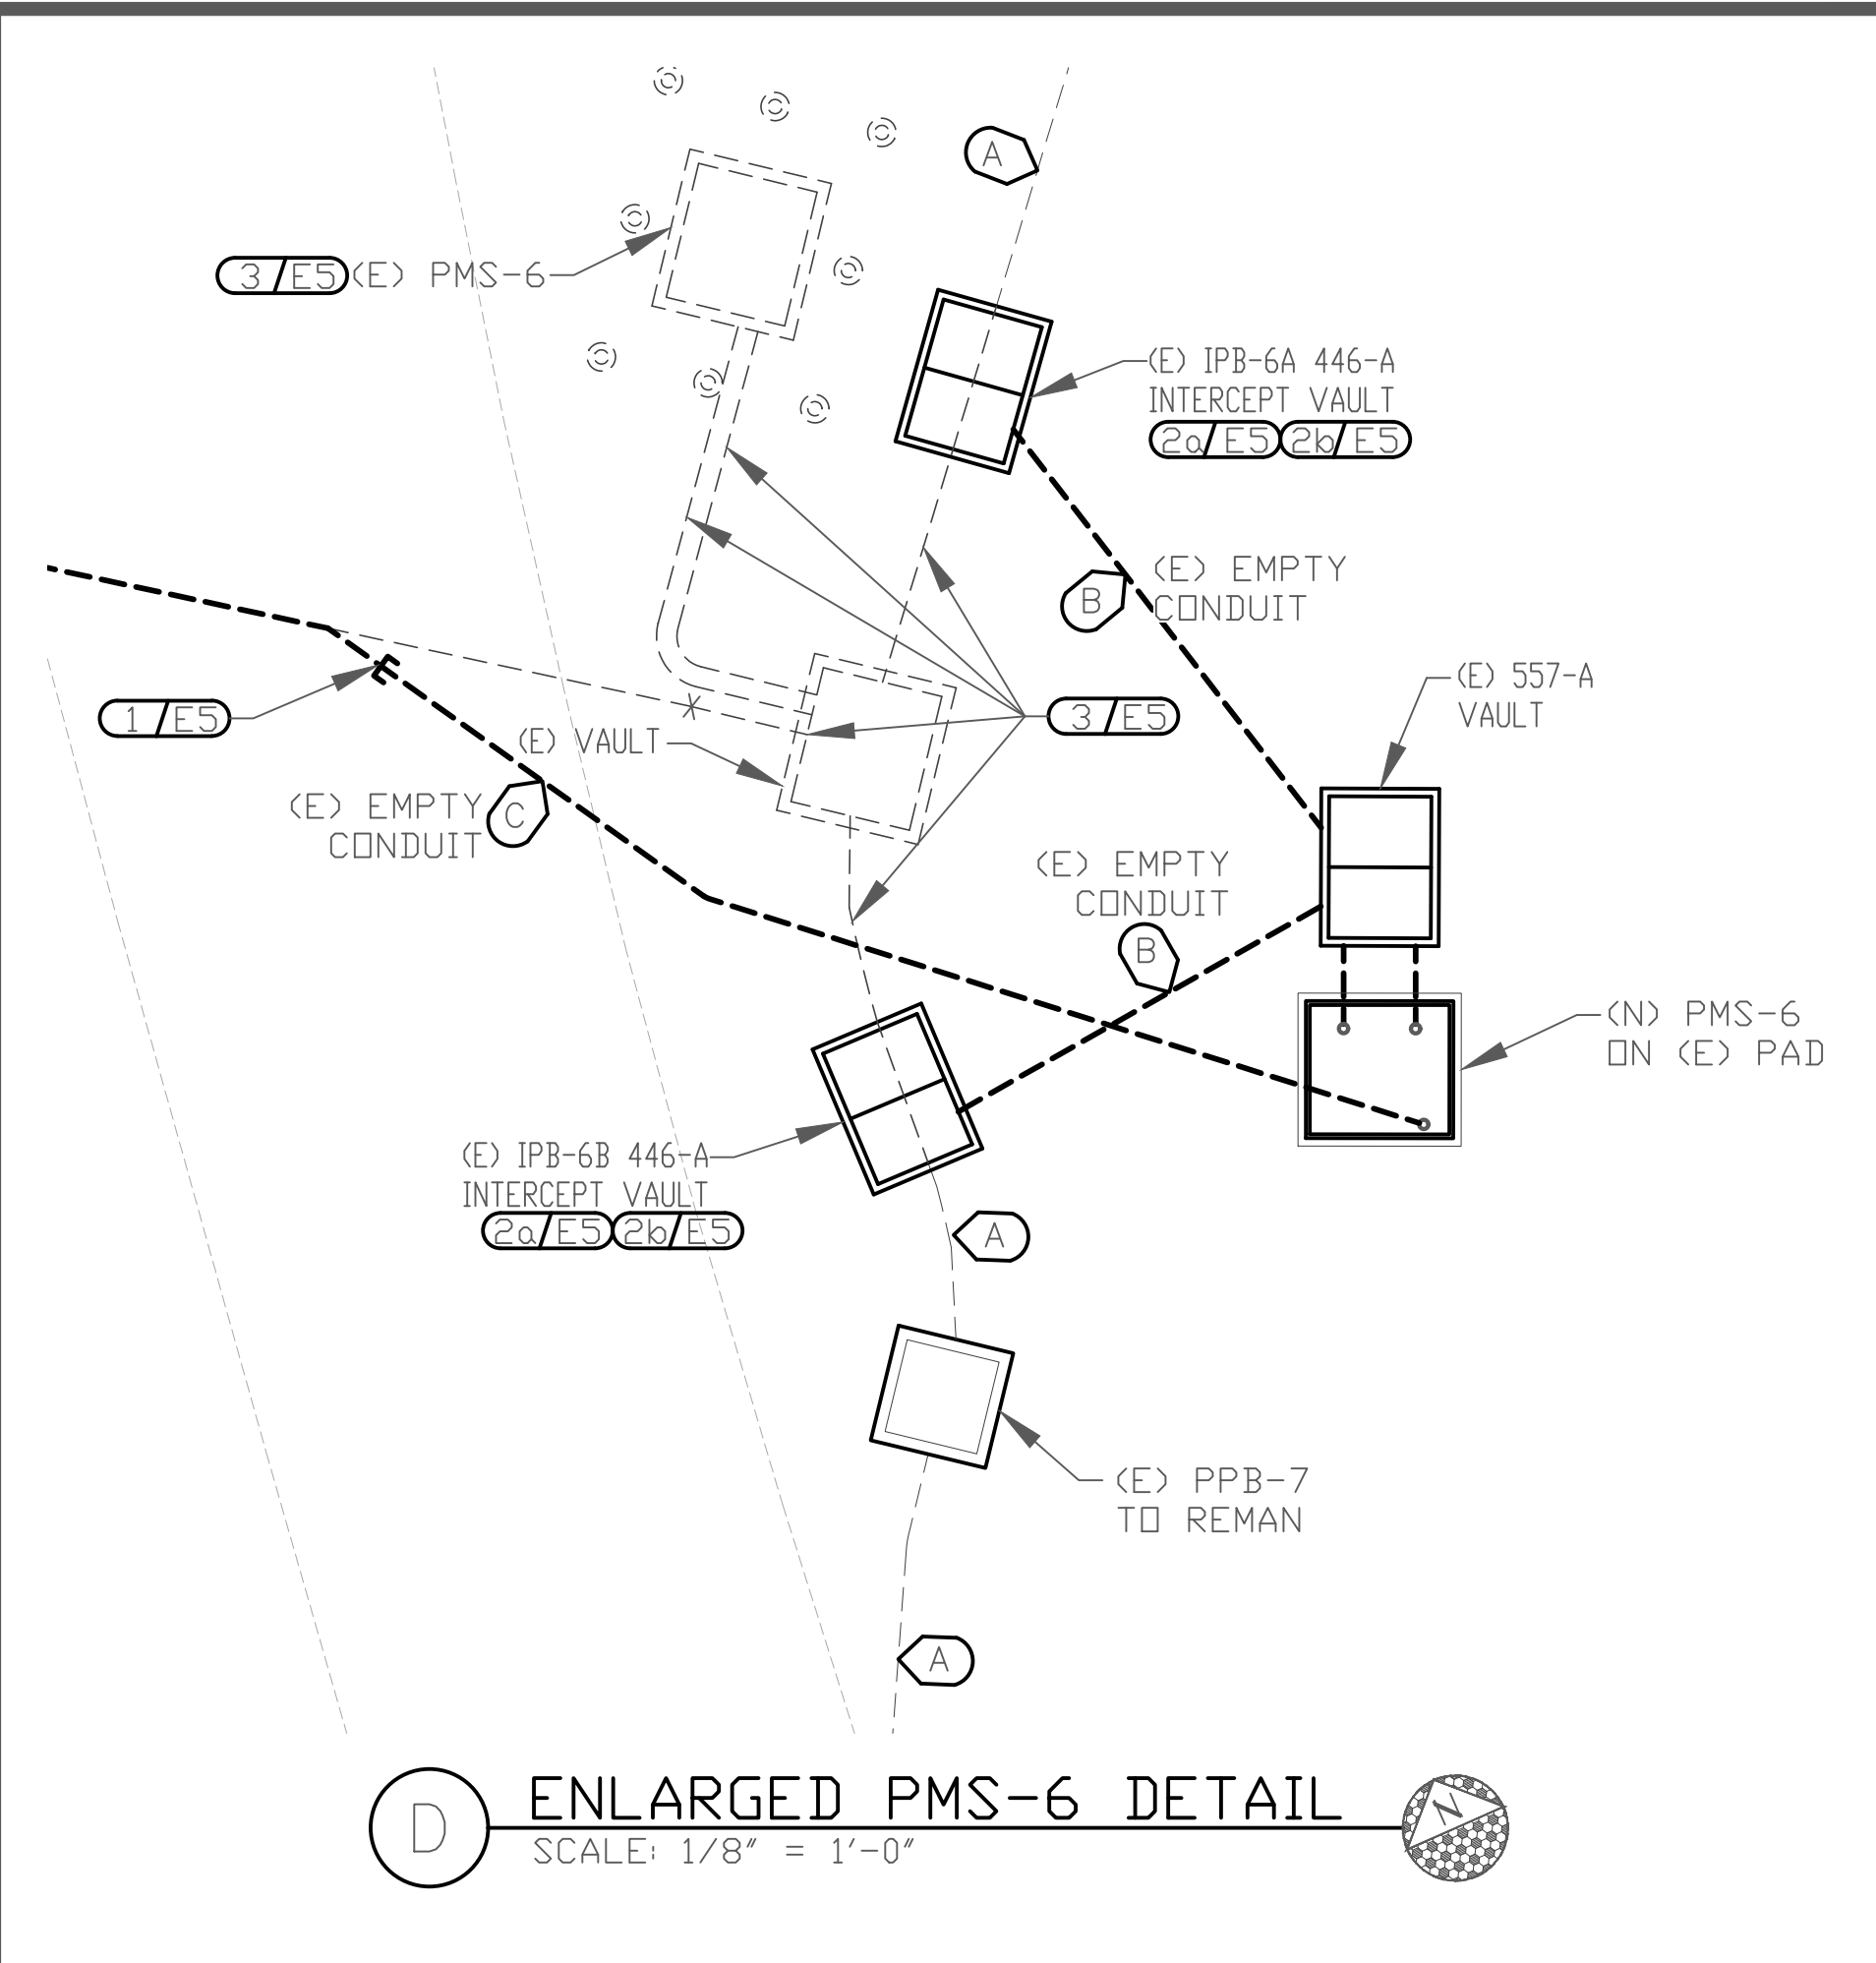 A
3/E5 (E) PMS-6
(E) IPB-6A 446-A
INTERCEPT VAULT
2a/E5 2b/E5
(E) EMPTY
CONDUIT
B
(E) 557-A
VAULT
1/E5
3/E5
(E) VAULT
(E) EMPTY
CONDUIT
C
(E) EMPTY
CONDUIT
B
(N) PMS-6
ON (E) PAD
(E) IPB-6B 446-A
INTERCEPT VAULT
2a/E5 2b/E5
A
(E) PPB-7
TO REMAN
A
D
ENLARGED PMS-6 DETAIL
SCALE: 1/8" = 1'-0"
N